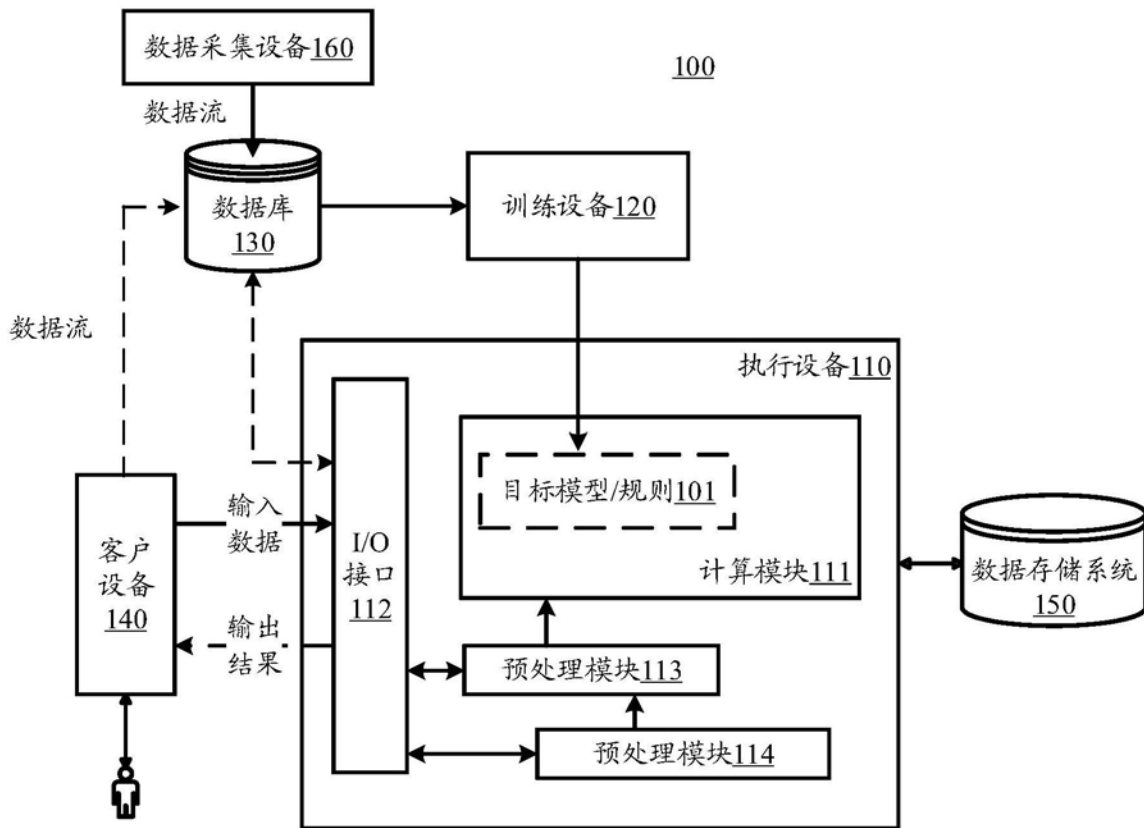 数据采集设备160
100
数据流
数据库
130
训练设备120
数据流
执行设备110
目标模型/规则101
计算模块111
输入
数据
I/O
接口
112
客户
设备
140
输出
结果
数据存储系统
150
预处理模块113
预处理模块114